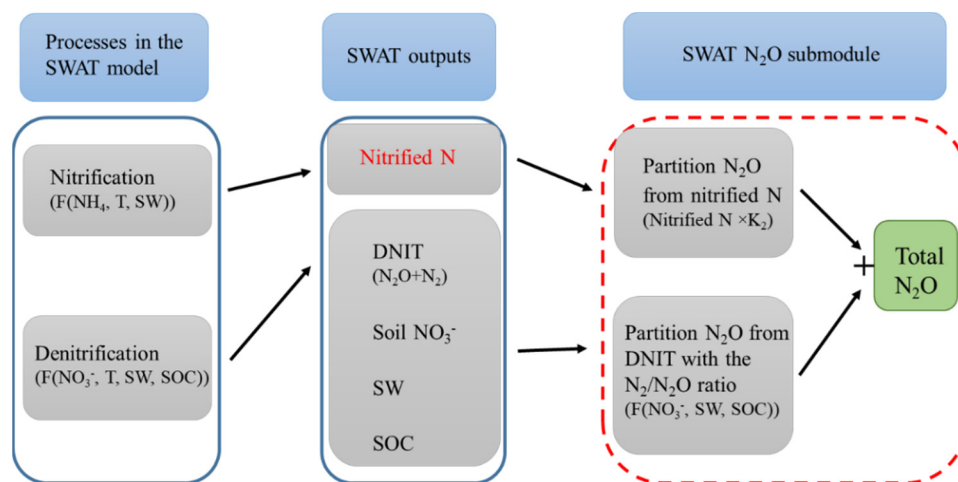 Processes in the
SWAT model
SWAT outputs
SWAT N₂O submodule
Nitrification
(F(NH₄, T, SW))
Denitrification
(F(NO₃⁻, T, SW, SOC))
Nitrified N
DNIT
(N₂O+N₂)
Soil NO₃⁻
SW
SOC
Partition N₂O
from nitrified N
(Nitrified N ×K₂)
Partition N₂O from
DNIT with the
N₂/N₂O ratio
(F(NO₃⁻, SW, SOC))
+
Total
N₂O